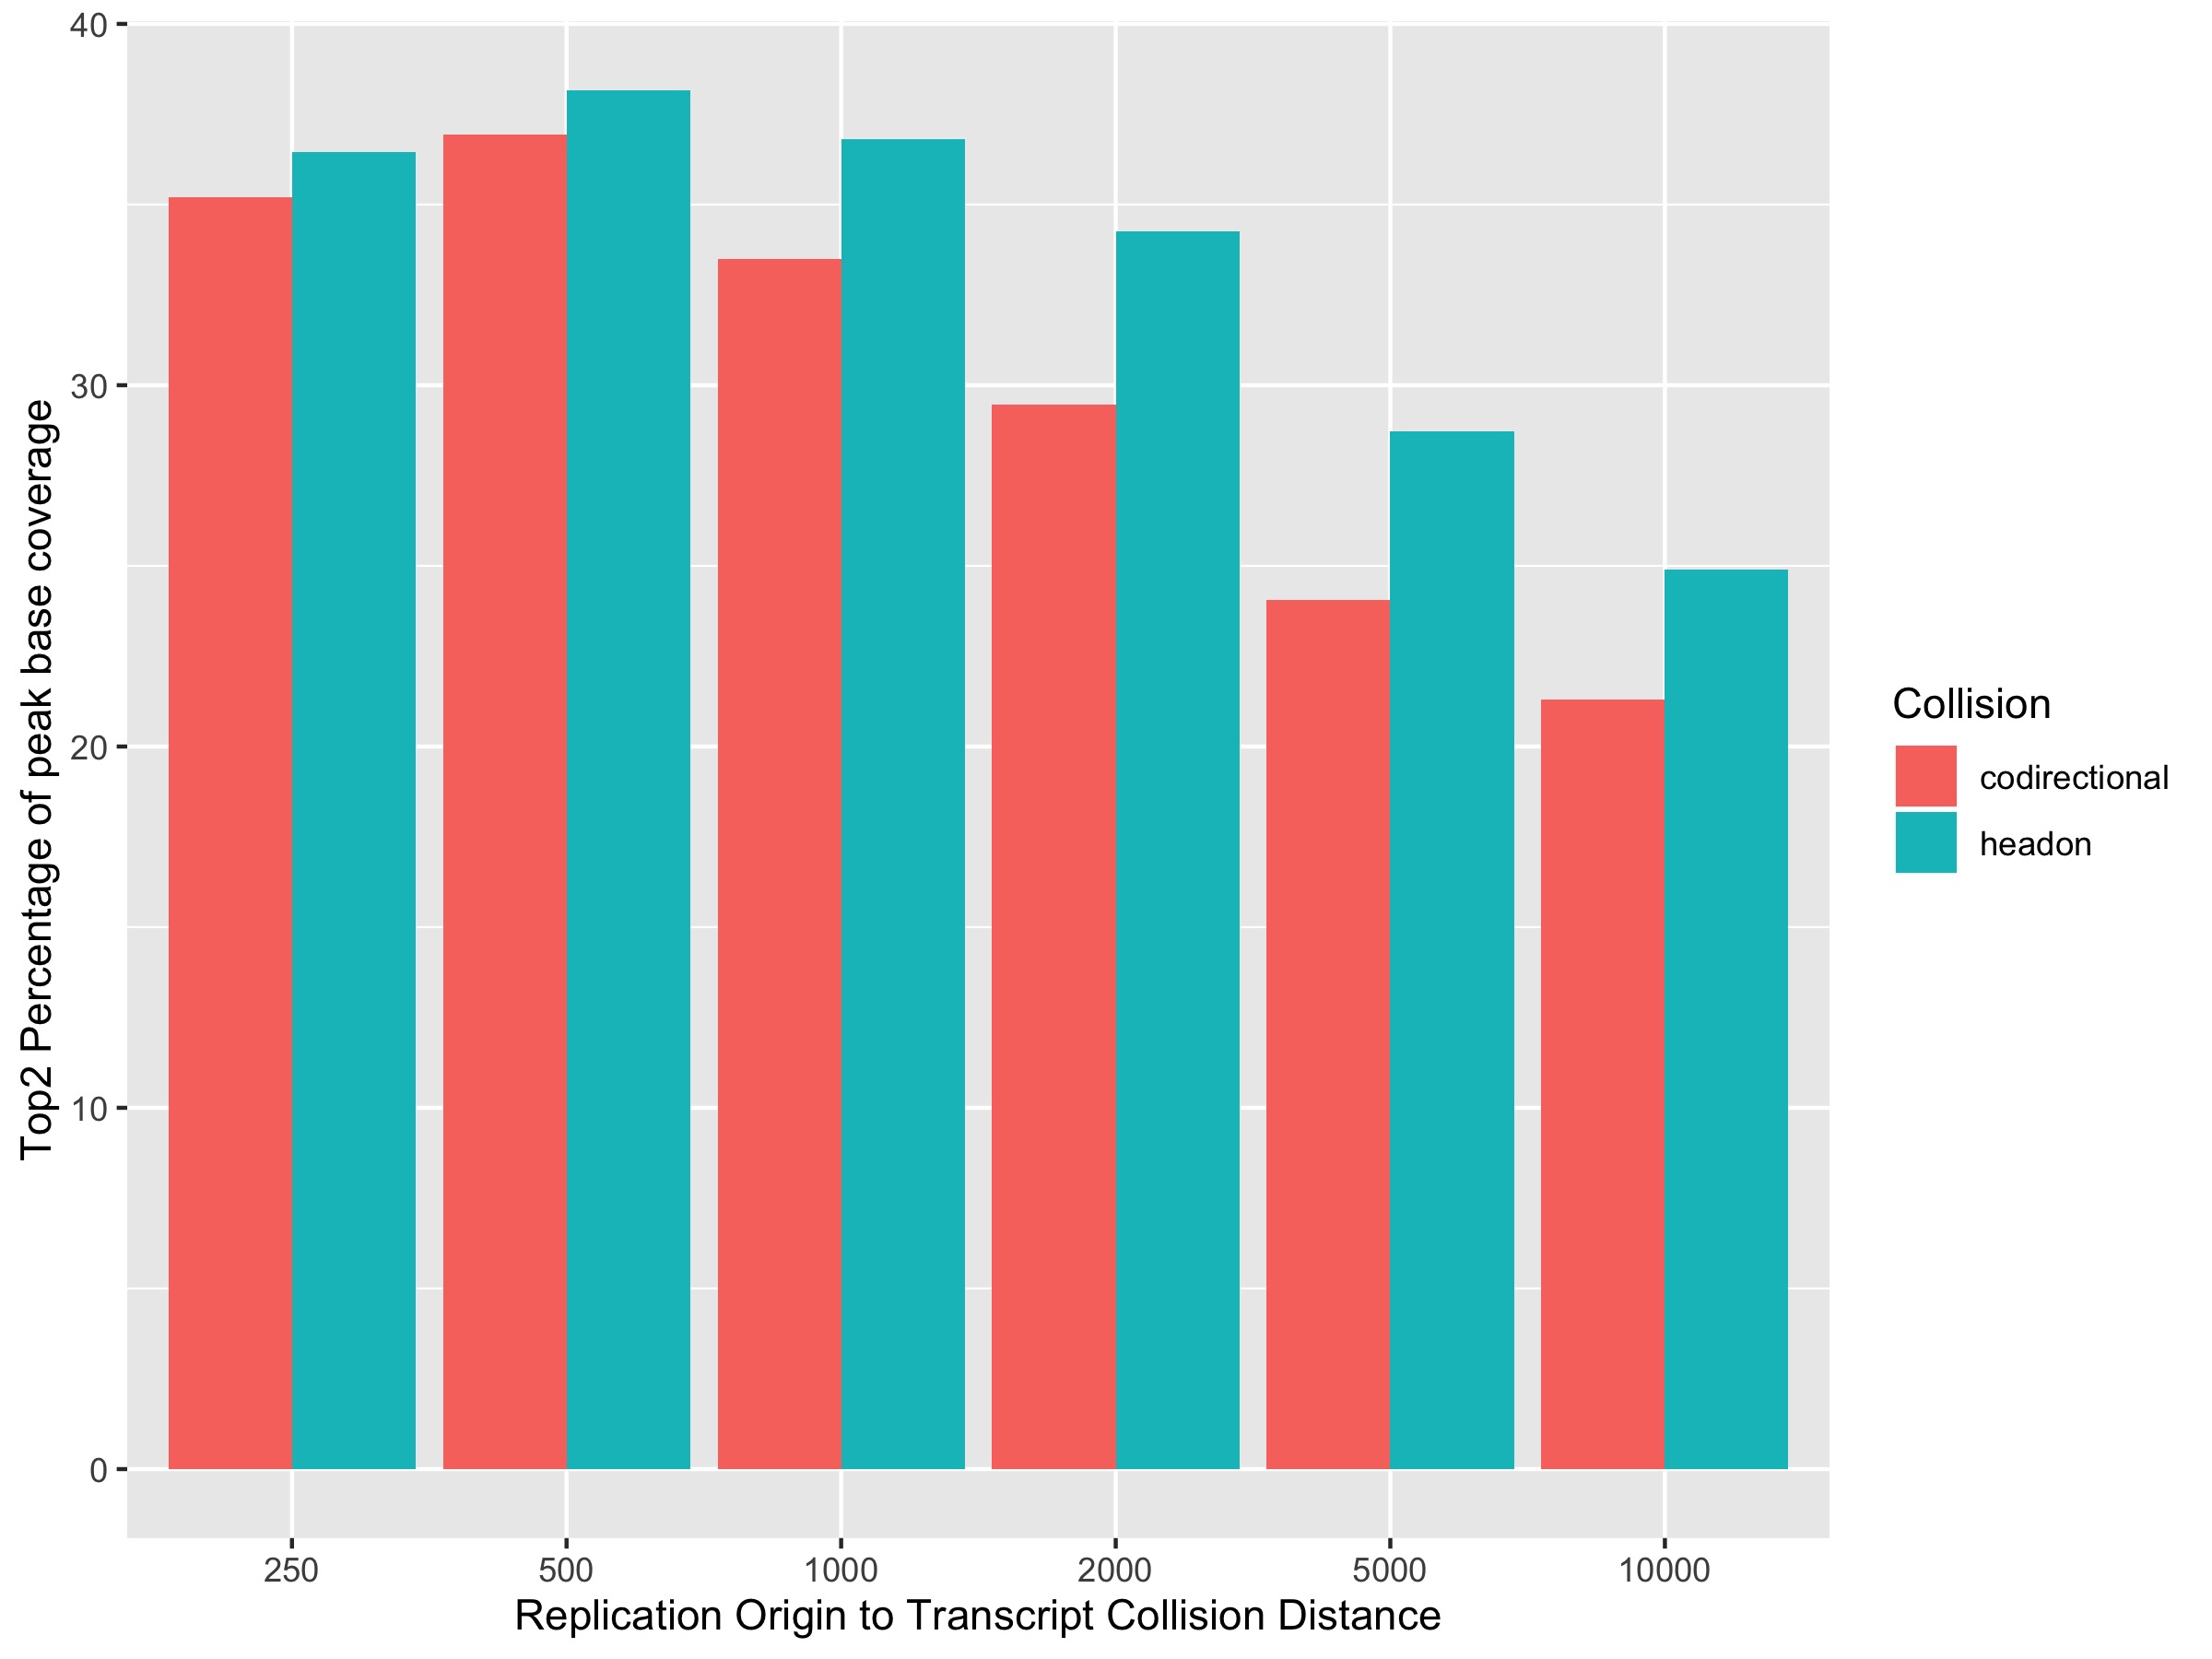 40
30
20
10
0
Top2 Percentage of peak base coverage
250 500 1000 2000 5000 10000
Replication Origin to Transcript Collision Distance
Collision
codirectional
headon